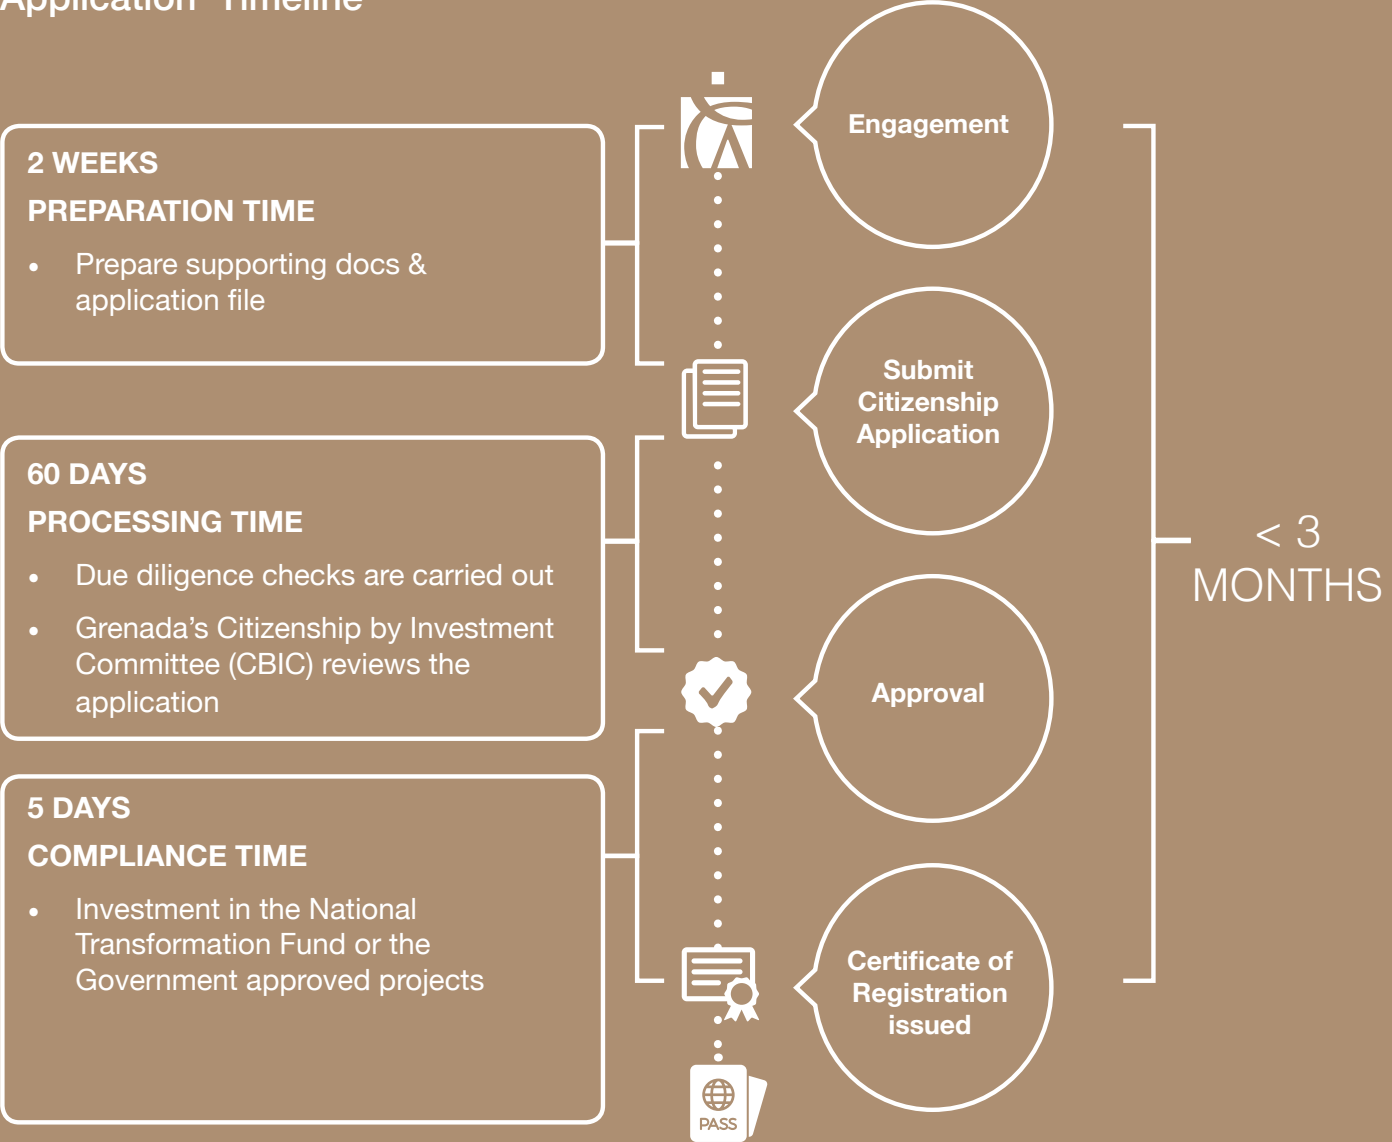 Application Timeline
2 WEEKS
PREPARATION TIME
• Prepare supporting docs &
application file
60 DAYS
PROCESSING TIME
• Due diligence checks are carried out
• Grenada’s Citizenship by Investment
Committee (CBIC) reviews the
application
5 DAYS
COMPLIANCE TIME
• Investment in the National
Transformation Fund or the
Government approved projects
Engagement
Submit
Citizenship
Application
Approval
Certificate of
Registration
issued
PASS
< 3
MONTHS